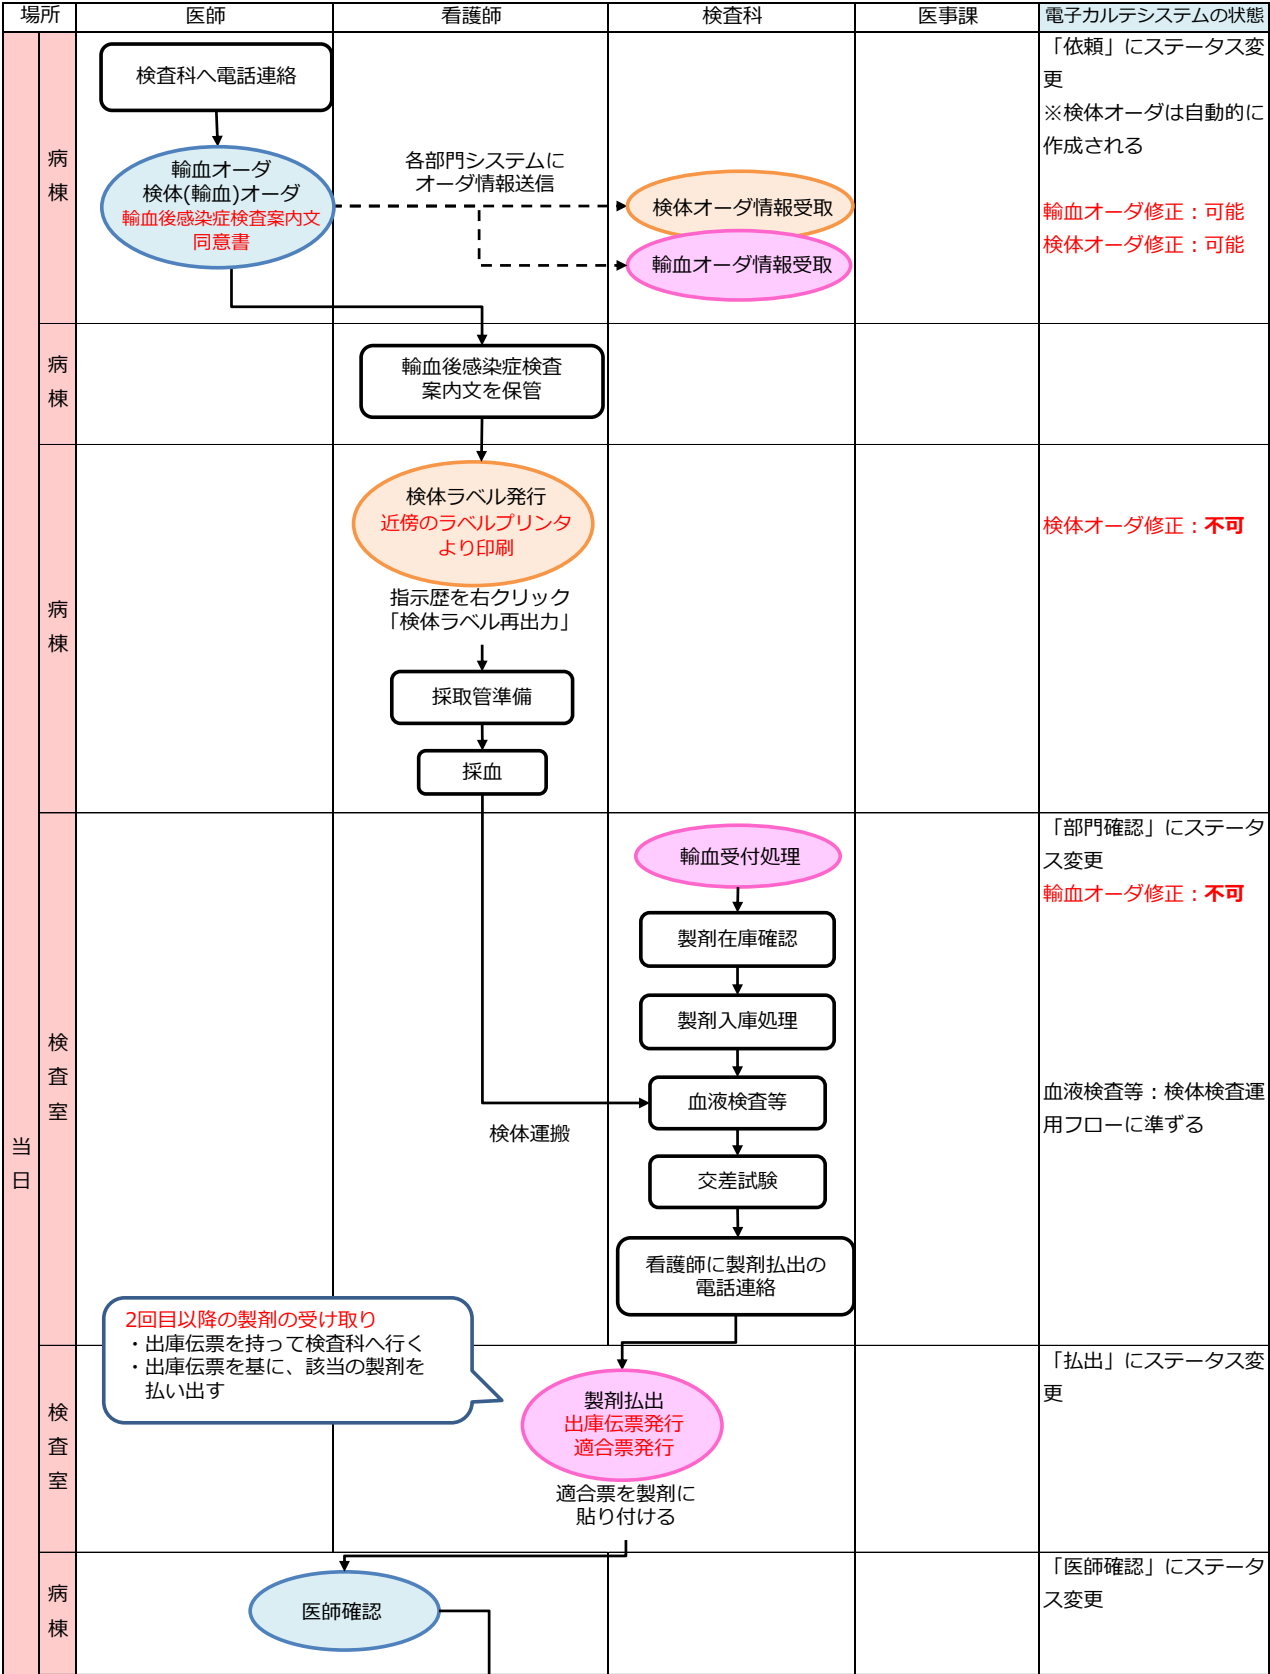 場所
医師
看護師
検査科
医事課
電子カルテシステムの状態
当
日
病
棟
検査科へ電話連絡
輸血オーダ
検体(輸血)オーダ
輸血後感染症検査案内文
同意書
各部門システムに
オーダ情報送信
検体オーダ情報受取
輸血オーダ情報受取
「依頼」にステータス変
更
※検体オーダは自動的に
作成される
輸血オーダ修正：可能
検体オーダ修正：可能
病
棟
輸血後感染症検査
案内文を保管
病
棟
検体ラベル発行
近傍のラベルプリンタ
より印刷
指示歴を右クリック
「検体ラベル再出力」
採取管準備
採血
検体オーダ修正：不可
検
査
室
輸血受付処理
製剤在庫確認
製剤入庫処理
血液検査等
検体運搬
交差試験
看護師に製剤払出の
電話連絡
「部門確認」にステータ
ス変更
輸血オーダ修正：不可
血液検査等：検体検査運
用フローに準ずる
検
査
室
2回目以降の製剤の受け取り
・出庫伝票を持って検査科へ行く
・出庫伝票を基に、該当の製剤を
払い出す
製剤払出
出庫伝票発行
適合票発行
適合票を製剤に
貼り付ける
「払出」にステータス変
更
病
棟
医師確認
「医師確認」にステータ
ス変更